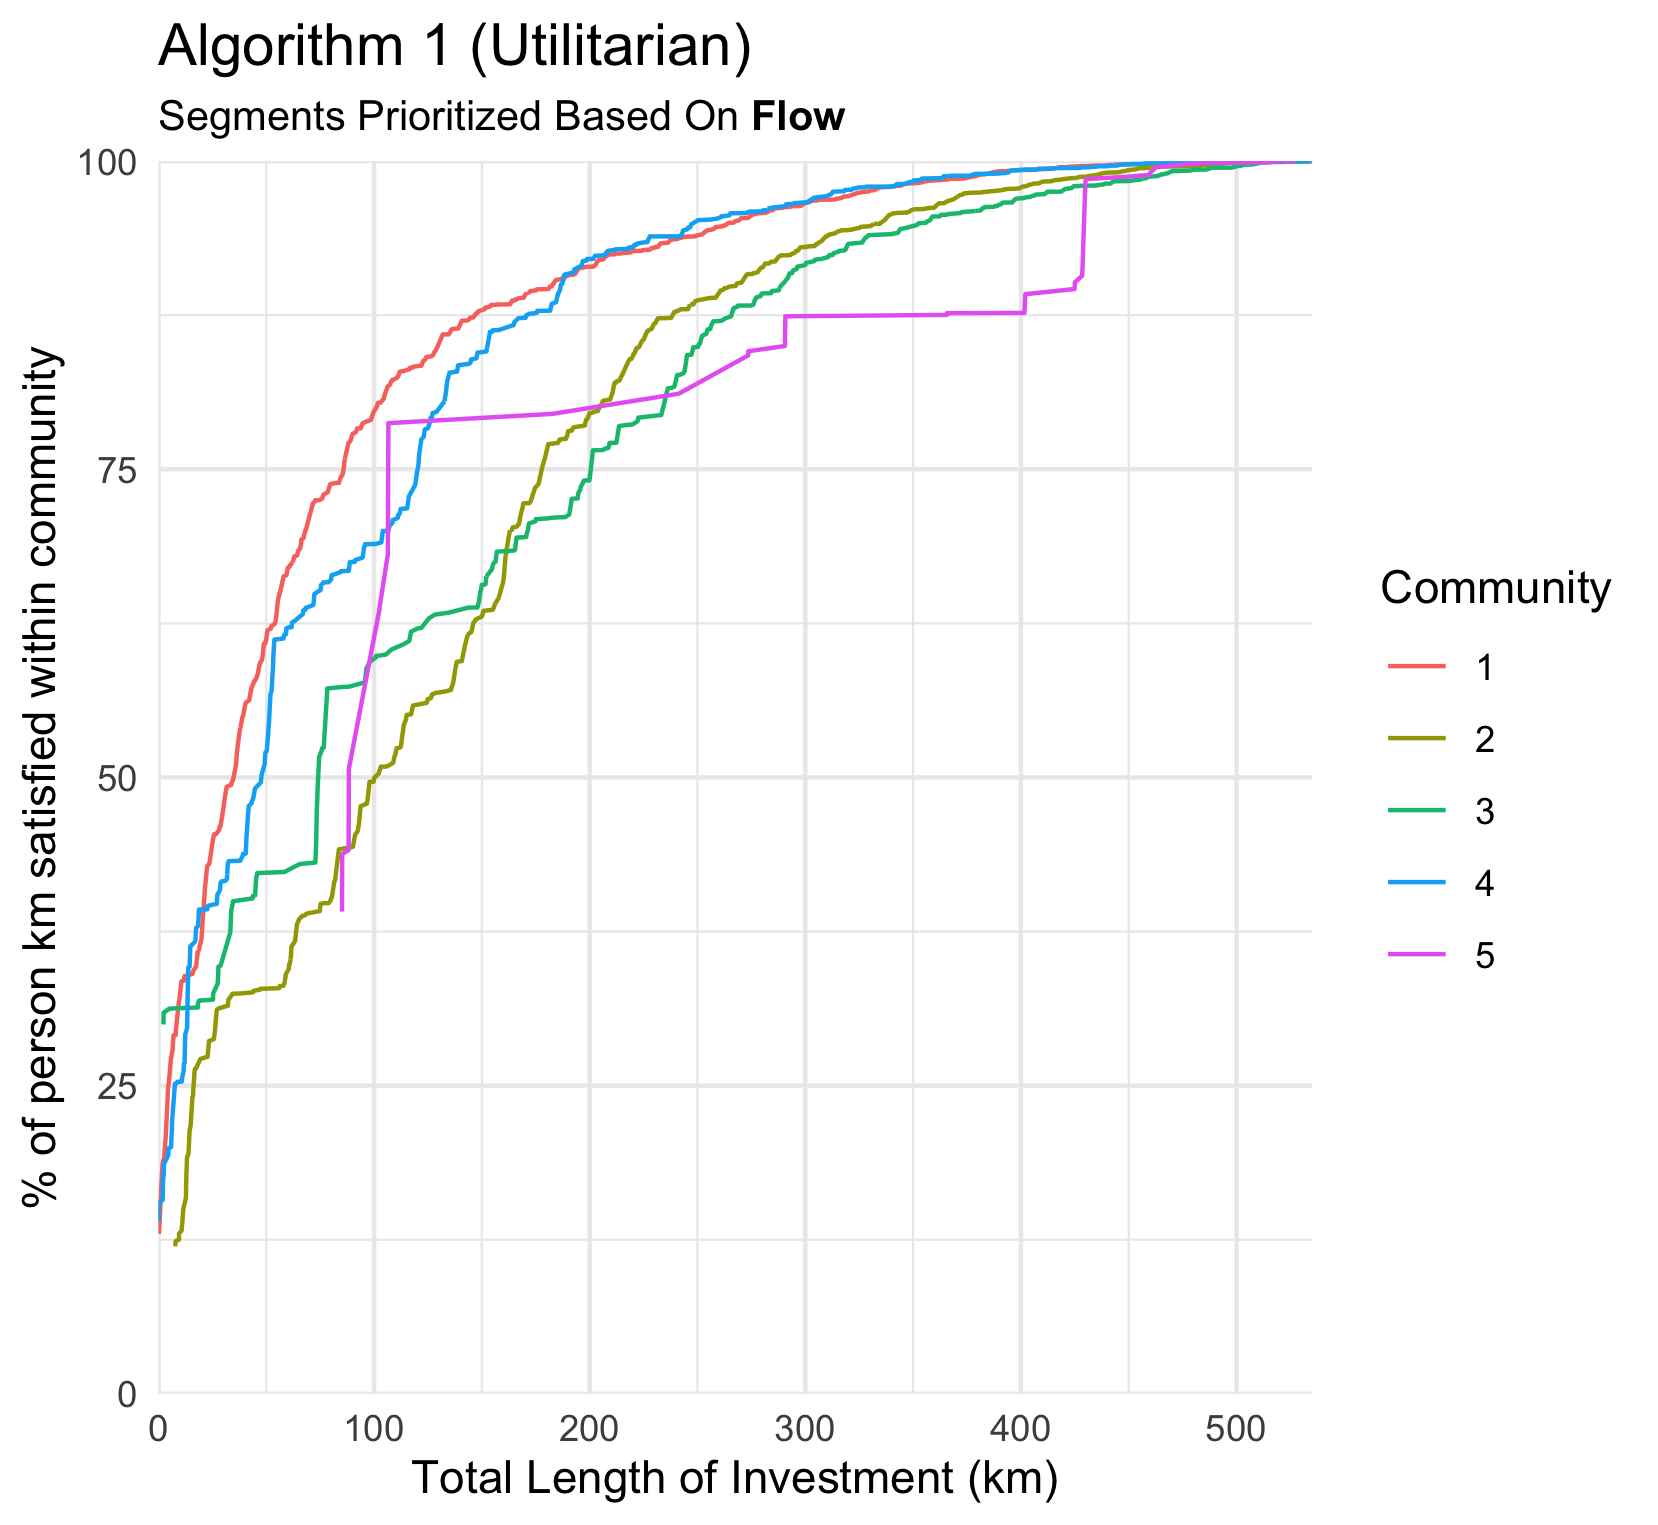 Algorithm 1 (Utilitarian)
Segments Prioritized Based On Flow
% of person km satisfied within community
100
75
50
25
0
0 100 200 300 400 500
Total Length of Investment (km)
Community
1
2
3
4
5